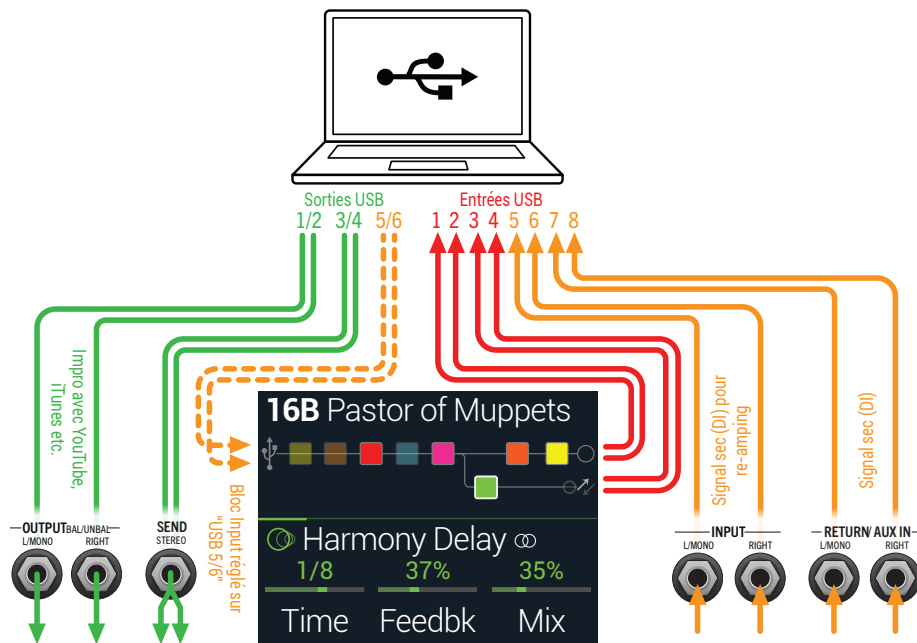 Sorties USB
1/2 3/4 5/6
Entrées USB
1 2 3 4 5 6 7 8
Impro avec YouTube,
iTunes etc.
Bloc Input réglé sur
"USB 5/6"
16B Pastor of Muppets
Harmony Delay
1/8 37% 35%
Time Feedbk Mix
Signal sec (DI) pour
re-amping
Signal sec (DI)
OUTPUT BAL/UNBAL
L/MONO RIGHT
SEND
STEREO
INPUT
L/MONO RIGHT
RETURN/ AUX IN
L/MONO RIGHT